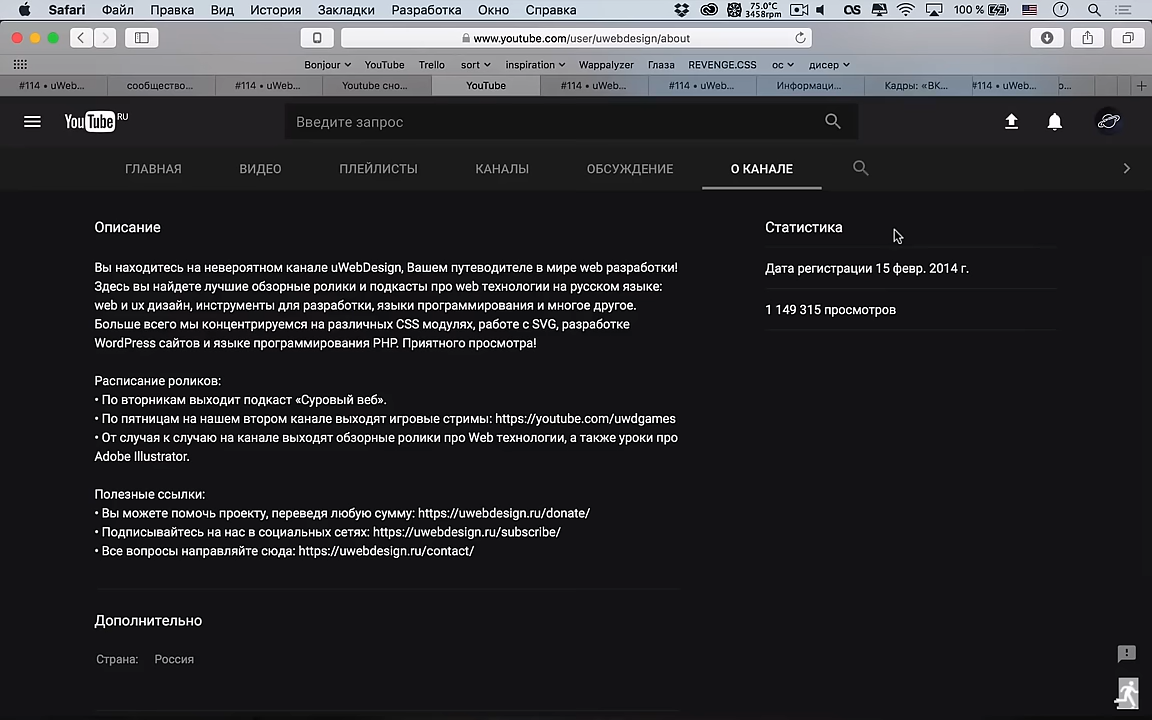 Safari Файл Правка Вид История Закладки Разработка Окно Справка 75.0°C 3458rpm 100 %
www.youtube.com/user/uwebdesign/about
Bonjour YouTube Trello sort inspiration Wappalyzer Глаза REVENGE.CSS ос дисер
#114 • uWeb... сообщество... #114 • uWeb... Youtube сно... YouTube #114 • uWeb... #114 • uWeb... Информаци... Кадры: «ВК... #114 • uWe...
YouTube RU Введите запрос
ГЛАВНАЯ ВИДЕО ПЛЕЙЛИСТЫ КАНАЛЫ ОБСУЖДЕНИЕ О КАНАЛЕ
Описание
Вы находитесь на невероятном канале uWebDesign, Вашем путеводителе в мире web разработки!
Здесь вы найдете лучшие обзорные ролики и подкасты про web технологии на русском языке:
web и ux дизайн, инструменты для разработки, языки программирования и многое другое.
Больше всего мы концентрируемся на различных CSS модулях, работе с SVG, разработке
WordPress сайтов и языке программирования PHP. Приятного просмотра!
Расписание роликов:
• По вторникам выходит подкаст «Суровый веб».
• По пятницам на нашем втором канале выходят игровые стримы: https://youtube.com/uwdgames
• От случая к случаю на канале выходят обзорные ролики про Web технологии, а также уроки про
Adobe Illustrator.
Полезные ссылки:
• Вы можете помочь проекту, переведя любую сумму: https://uwebdesign.ru/donate/
• Подписывайтесь на нас в социальных сетях: https://uwebdesign.ru/subscribe/
• Все вопросы направляйте сюда: https://uwebdesign.ru/contact/
Дополнительно
Страна: Россия
Статистика
Дата регистрации 15 февр. 2014 г.
1 149 315 просмотров